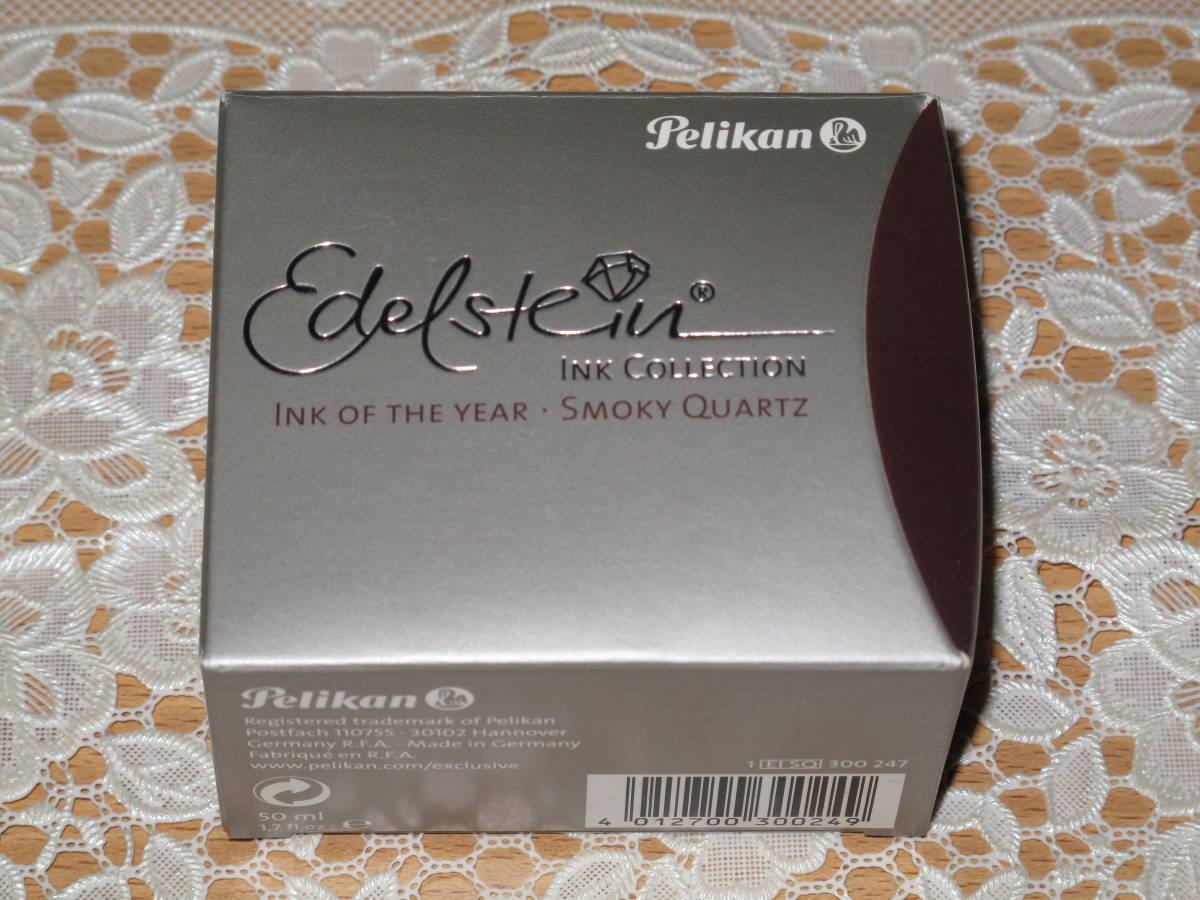 Pelikan
Edelstein®
INK COLLECTION
INK OF THE YEAR · SMOKY QUARTZ
Pelikan
Registered trademark of Pelikan
Postfach 110755 · 30102 Hannover
Germany R.F.A. · Made in Germany
Fabriqué en R.F.A.
www.pelikan.com/exclusive
1 EI SQ 300 247
50 ml
1.7 fl.oz ℮
4 012700 300249